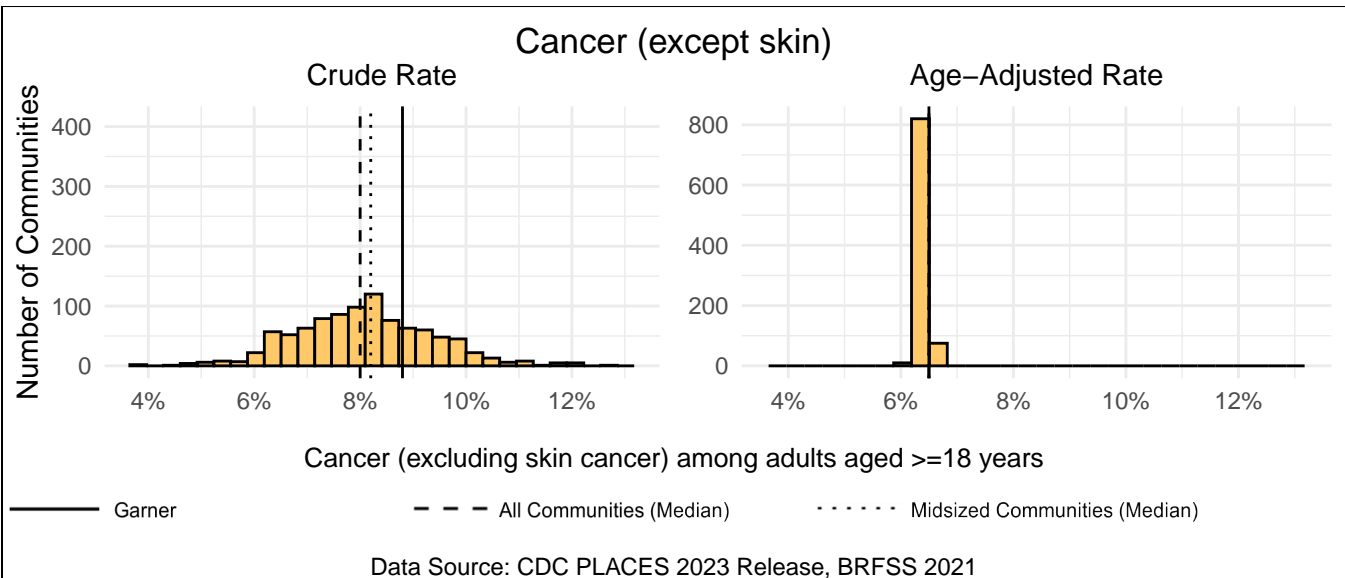 Cancer (except skin)
Crude Rate
Age−Adjusted Rate
Number of Communities
400
300
200
100
0
4%
6%
8%
10%
12%
800
600
400
200
0
4%
6%
8%
10%
12%
Cancer (excluding skin cancer) among adults aged >=18 years
Garner
All Communities (Median)
Midsized Communities (Median)
Data Source: CDC PLACES 2023 Release, BRFSS 2021